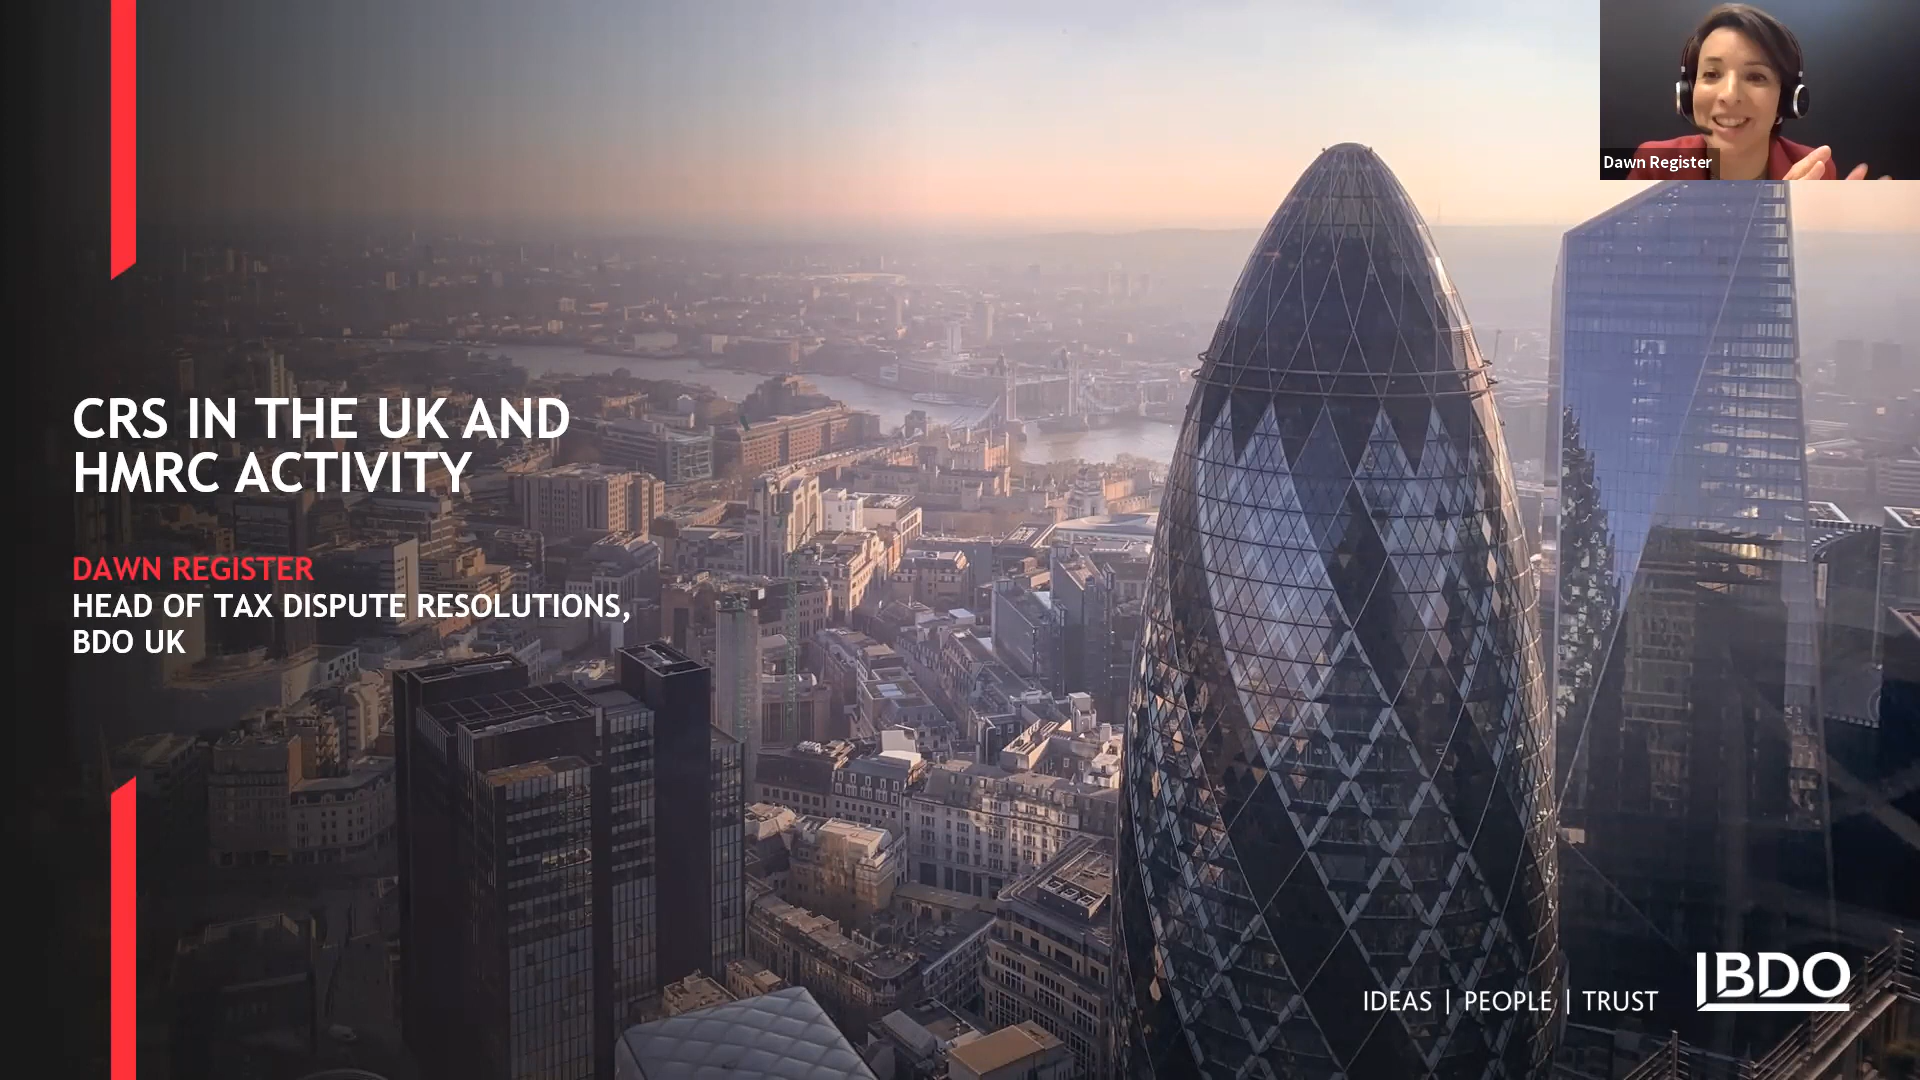 Dawn Register
CRS IN THE UK AND
HMRC ACTIVITY
DAWN REGISTER
HEAD OF TAX DISPUTE RESOLUTIONS,
BDO UK
IDEAS | PEOPLE | TRUST
BDO